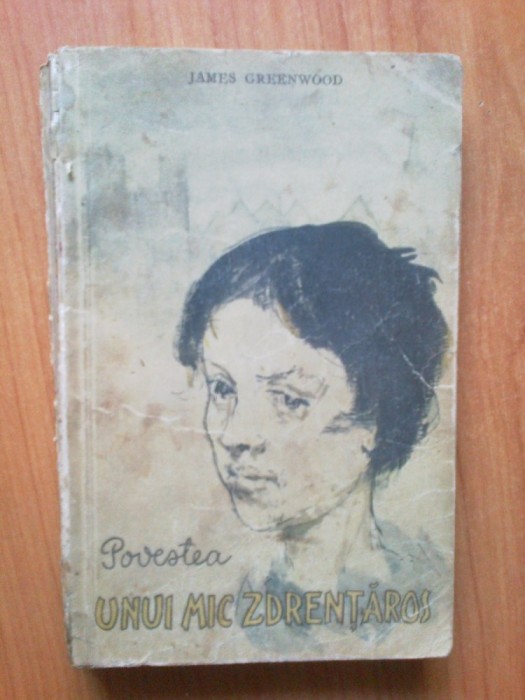 JAMES GREENWOOD
Povestea
UNUI MIC ZDRENȚĂROS